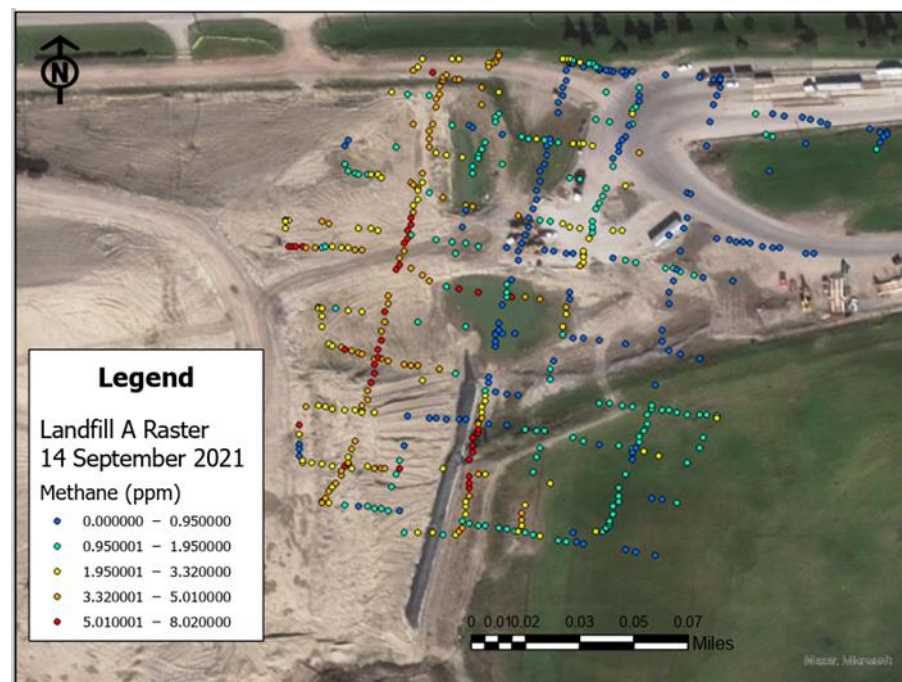 N
Legend
Landfill A Raster
14 September 2021
Methane (ppm)
0.000000 – 0.950000
0.950001 – 1.950000
1.950001 – 3.320000
3.320001 – 5.010000
5.010001 – 8.020000
0 0.010.02 0.03 0.05 0.07
Miles
Maxar, Microsoft